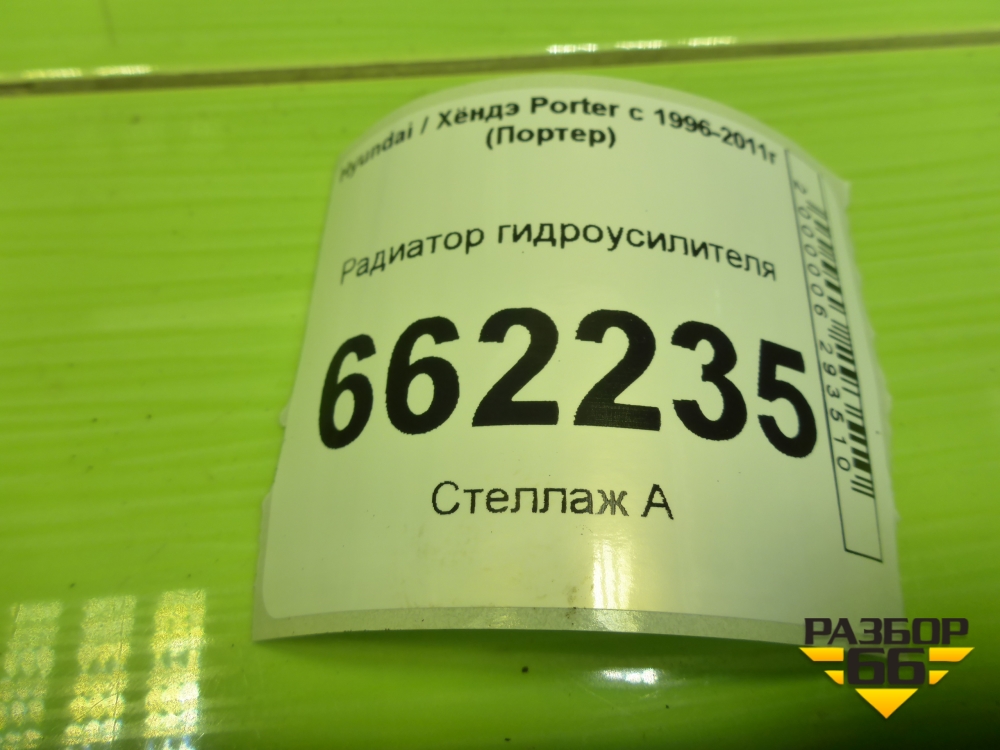 Hyundai / Хёндэ Porter с 1996-2011г
(Портер)
Радиатор гидроусилителя
662235
Стеллаж А
2000006293510
РАЗБОР
66